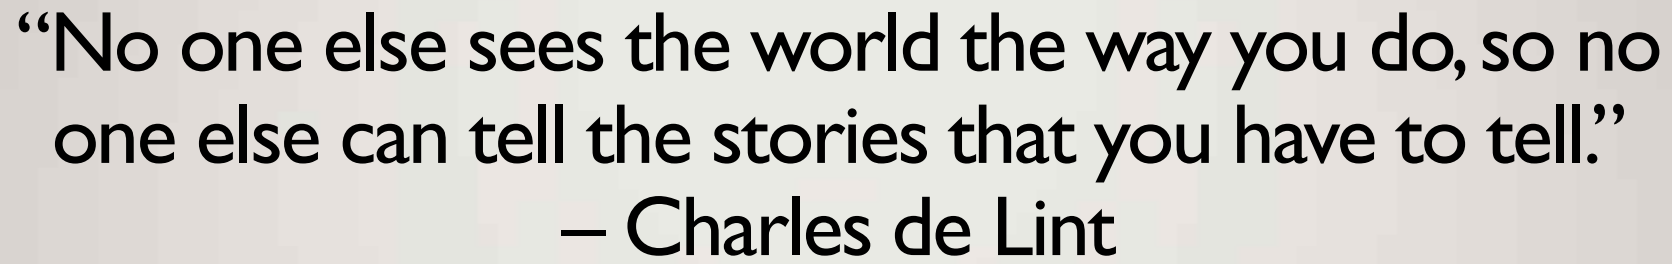 “No one else sees the world the way you do, so no
one else can tell the stories that you have to tell.”
– Charles de Lint